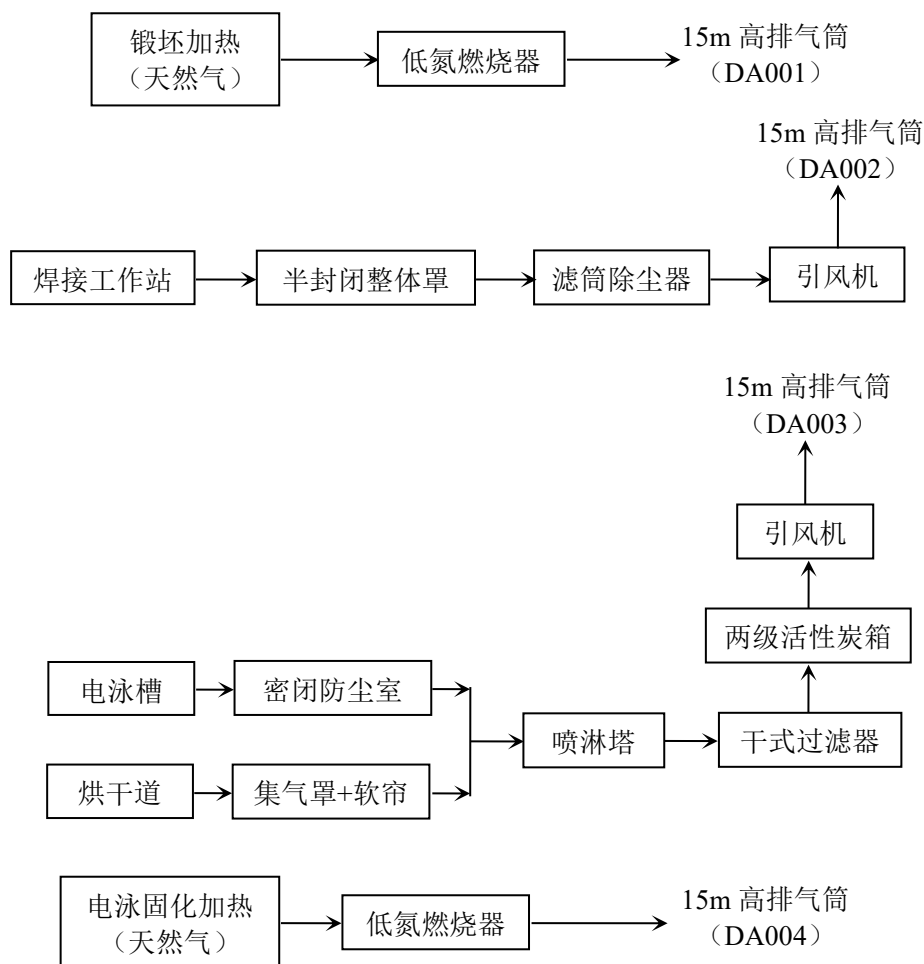 锻坯加热
（天然气）
低氮燃烧器
15m 高排气筒
（DA001）
15m 高排气筒
（DA002）
焊接工作站
半封闭整体罩
滤筒除尘器
引风机
15m 高排气筒
（DA003）
引风机
两级活性炭箱
电泳槽
密闭防尘室
喷淋塔
干式过滤器
烘干道
集气罩+软帘
电泳固化加热
（天然气）
低氮燃烧器
15m 高排气筒
（DA004）